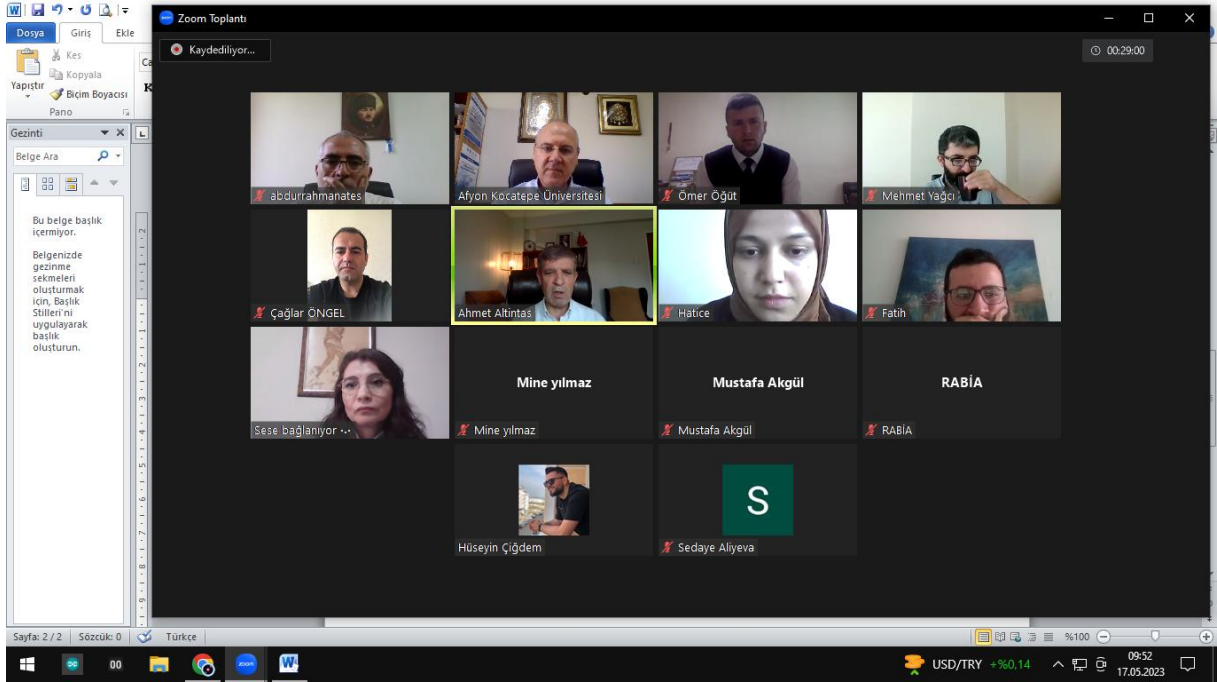 Dosya
Giriş
Ekle
Yapıştır
Kes
Kopyala
Biçim Boyacısı
Pano
Gezinti
Belge Ara
Bu belge başlık
içermiyor.
Belgenizde
gezinme
sekmeleri
oluşturmak
için, Başlık
Stilleri'ni
uygulayarak
başlık
oluşturun.
Zoom Toplantı
Kaydediliyor...
00:29:00
abdurrahmanates
Afyon Kocatepe Üniversitesi
Ömer Öğüt
Mehmet Yağcı
Çağlar ÖNGEL
Ahmet Altintas
Hatice
Fatih
Sese bağlanıyor
Mine yılmaz
Mine yılmaz
Mustafa Akgül
Mustafa Akgül
RABİA
RABİA
Hüseyin Çiğdem
S
Sedaye Aliyeva
Sayfa: 2 / 2 Sözcük: 0 Türkçe
%100
zoom
W
USD/TRY +%0,14
09:52
17.05.2023